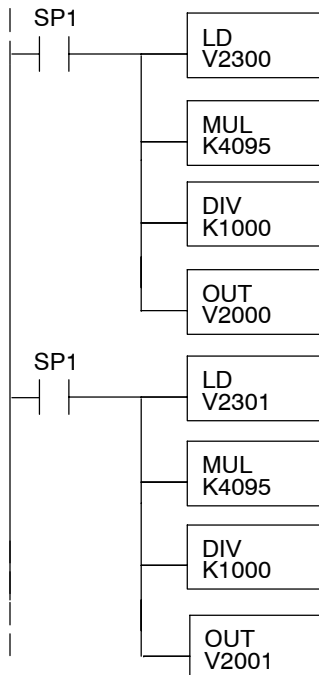 SP1
LD
V2300
MUL
K4095
DIV
K1000
OUT
V2000
SP1
LD
V2301
MUL
K4095
DIV
K1000
OUT
V2001